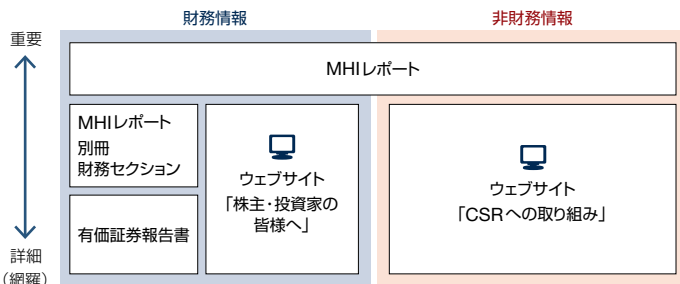 財務情報
非財務情報
重要
MHIレポート
MHIレポート
別冊
財務セクション
ウェブサイト
「株主・投資家の
皆様へ」
ウェブサイト
「CSRへの取り組み」
有価証券報告書
詳細
（網羅）